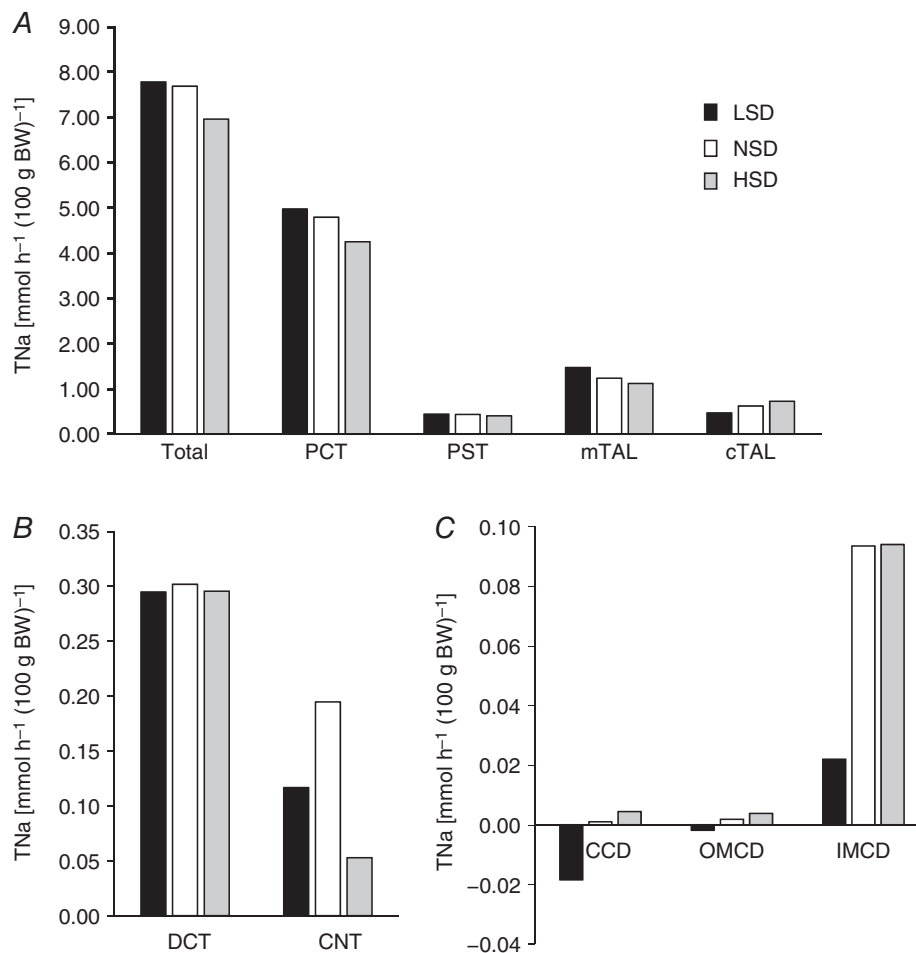 A
TNa [mmol h⁻¹ (100 g BW)⁻¹]
9.00
8.00
7.00
6.00
5.00
4.00
3.00
2.00
1.00
0.00
Total PCT PST mTAL cTAL
LSD
NSD
HSD
B
TNa [mmol h⁻¹ (100 g BW)⁻¹]
0.35
0.30
0.25
0.20
0.15
0.10
0.05
0.00
DCT CNT
C
TNa [mmol h⁻¹ (100 g BW)⁻¹]
0.10
0.08
0.06
0.04
0.02
0.00
−0.02
−0.04
CCD OMCD IMCD